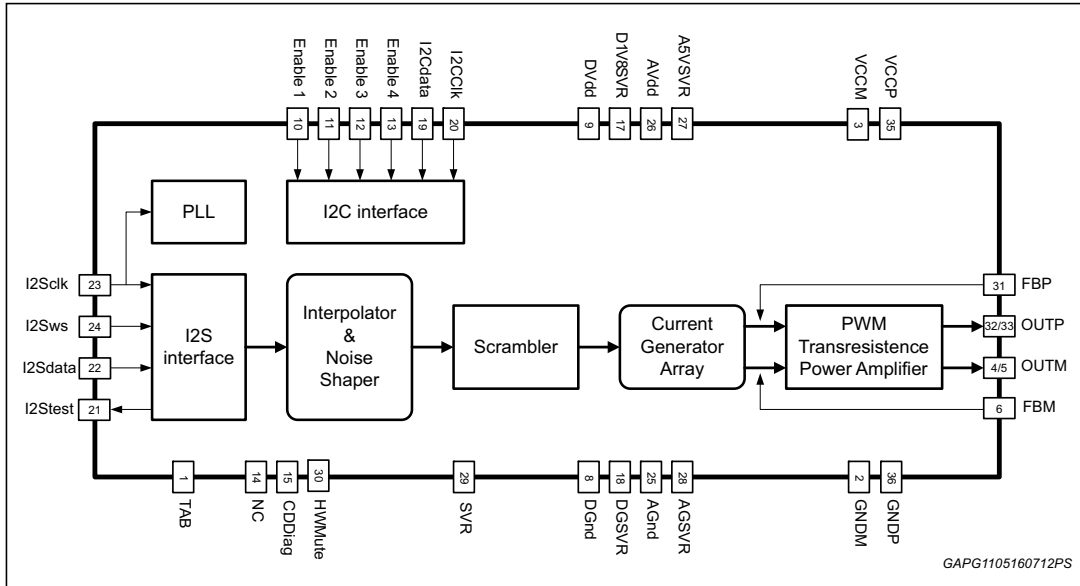 Enable 1
Enable 2
Enable 3
Enable 4
I2Cdata
I2CClk
DVdd
D1V8SVR
AVdd
A5VSVR
VCCM
VCCP
10
11
12
13
19
20
9
17
26
27
3
35
PLL
I2C interface
I2Sclk
23
I2Sws
24
I2Sdata
22
I2Stest
21
I2S
interface
Interpolator
&
Noise
Shaper
Scrambler
Current
Generator
Array
PWM
Transresistence
Power Amplifier
31
FBP
32/33
OUTP
4/5
OUTM
6
FBM
1
14
15
30
29
8
18
25
28
2
36
TAB
NC
CDDiag
HWMute
SVR
DGnd
DGSVR
AGnd
AGSVR
GNDM
GNDP
GAPG1105160712PS